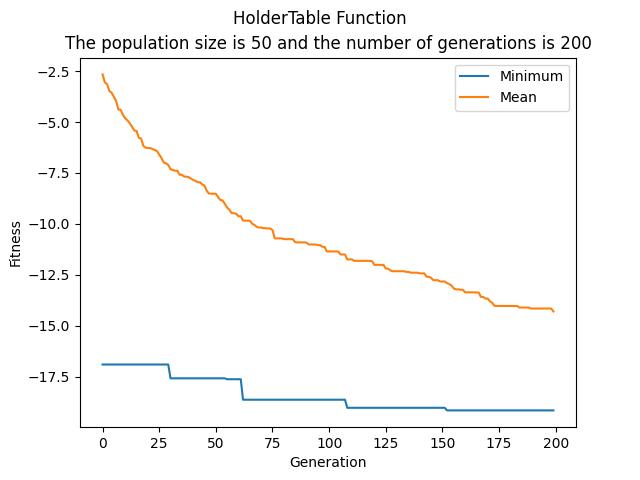 HolderTable Function
The population size is 50 and the number of generations is 200
Minimum
Mean
Fitness
−2.5
−5.0
−7.5
−10.0
−12.5
−15.0
−17.5
0 25 50 75 100 125 150 175 200
Generation